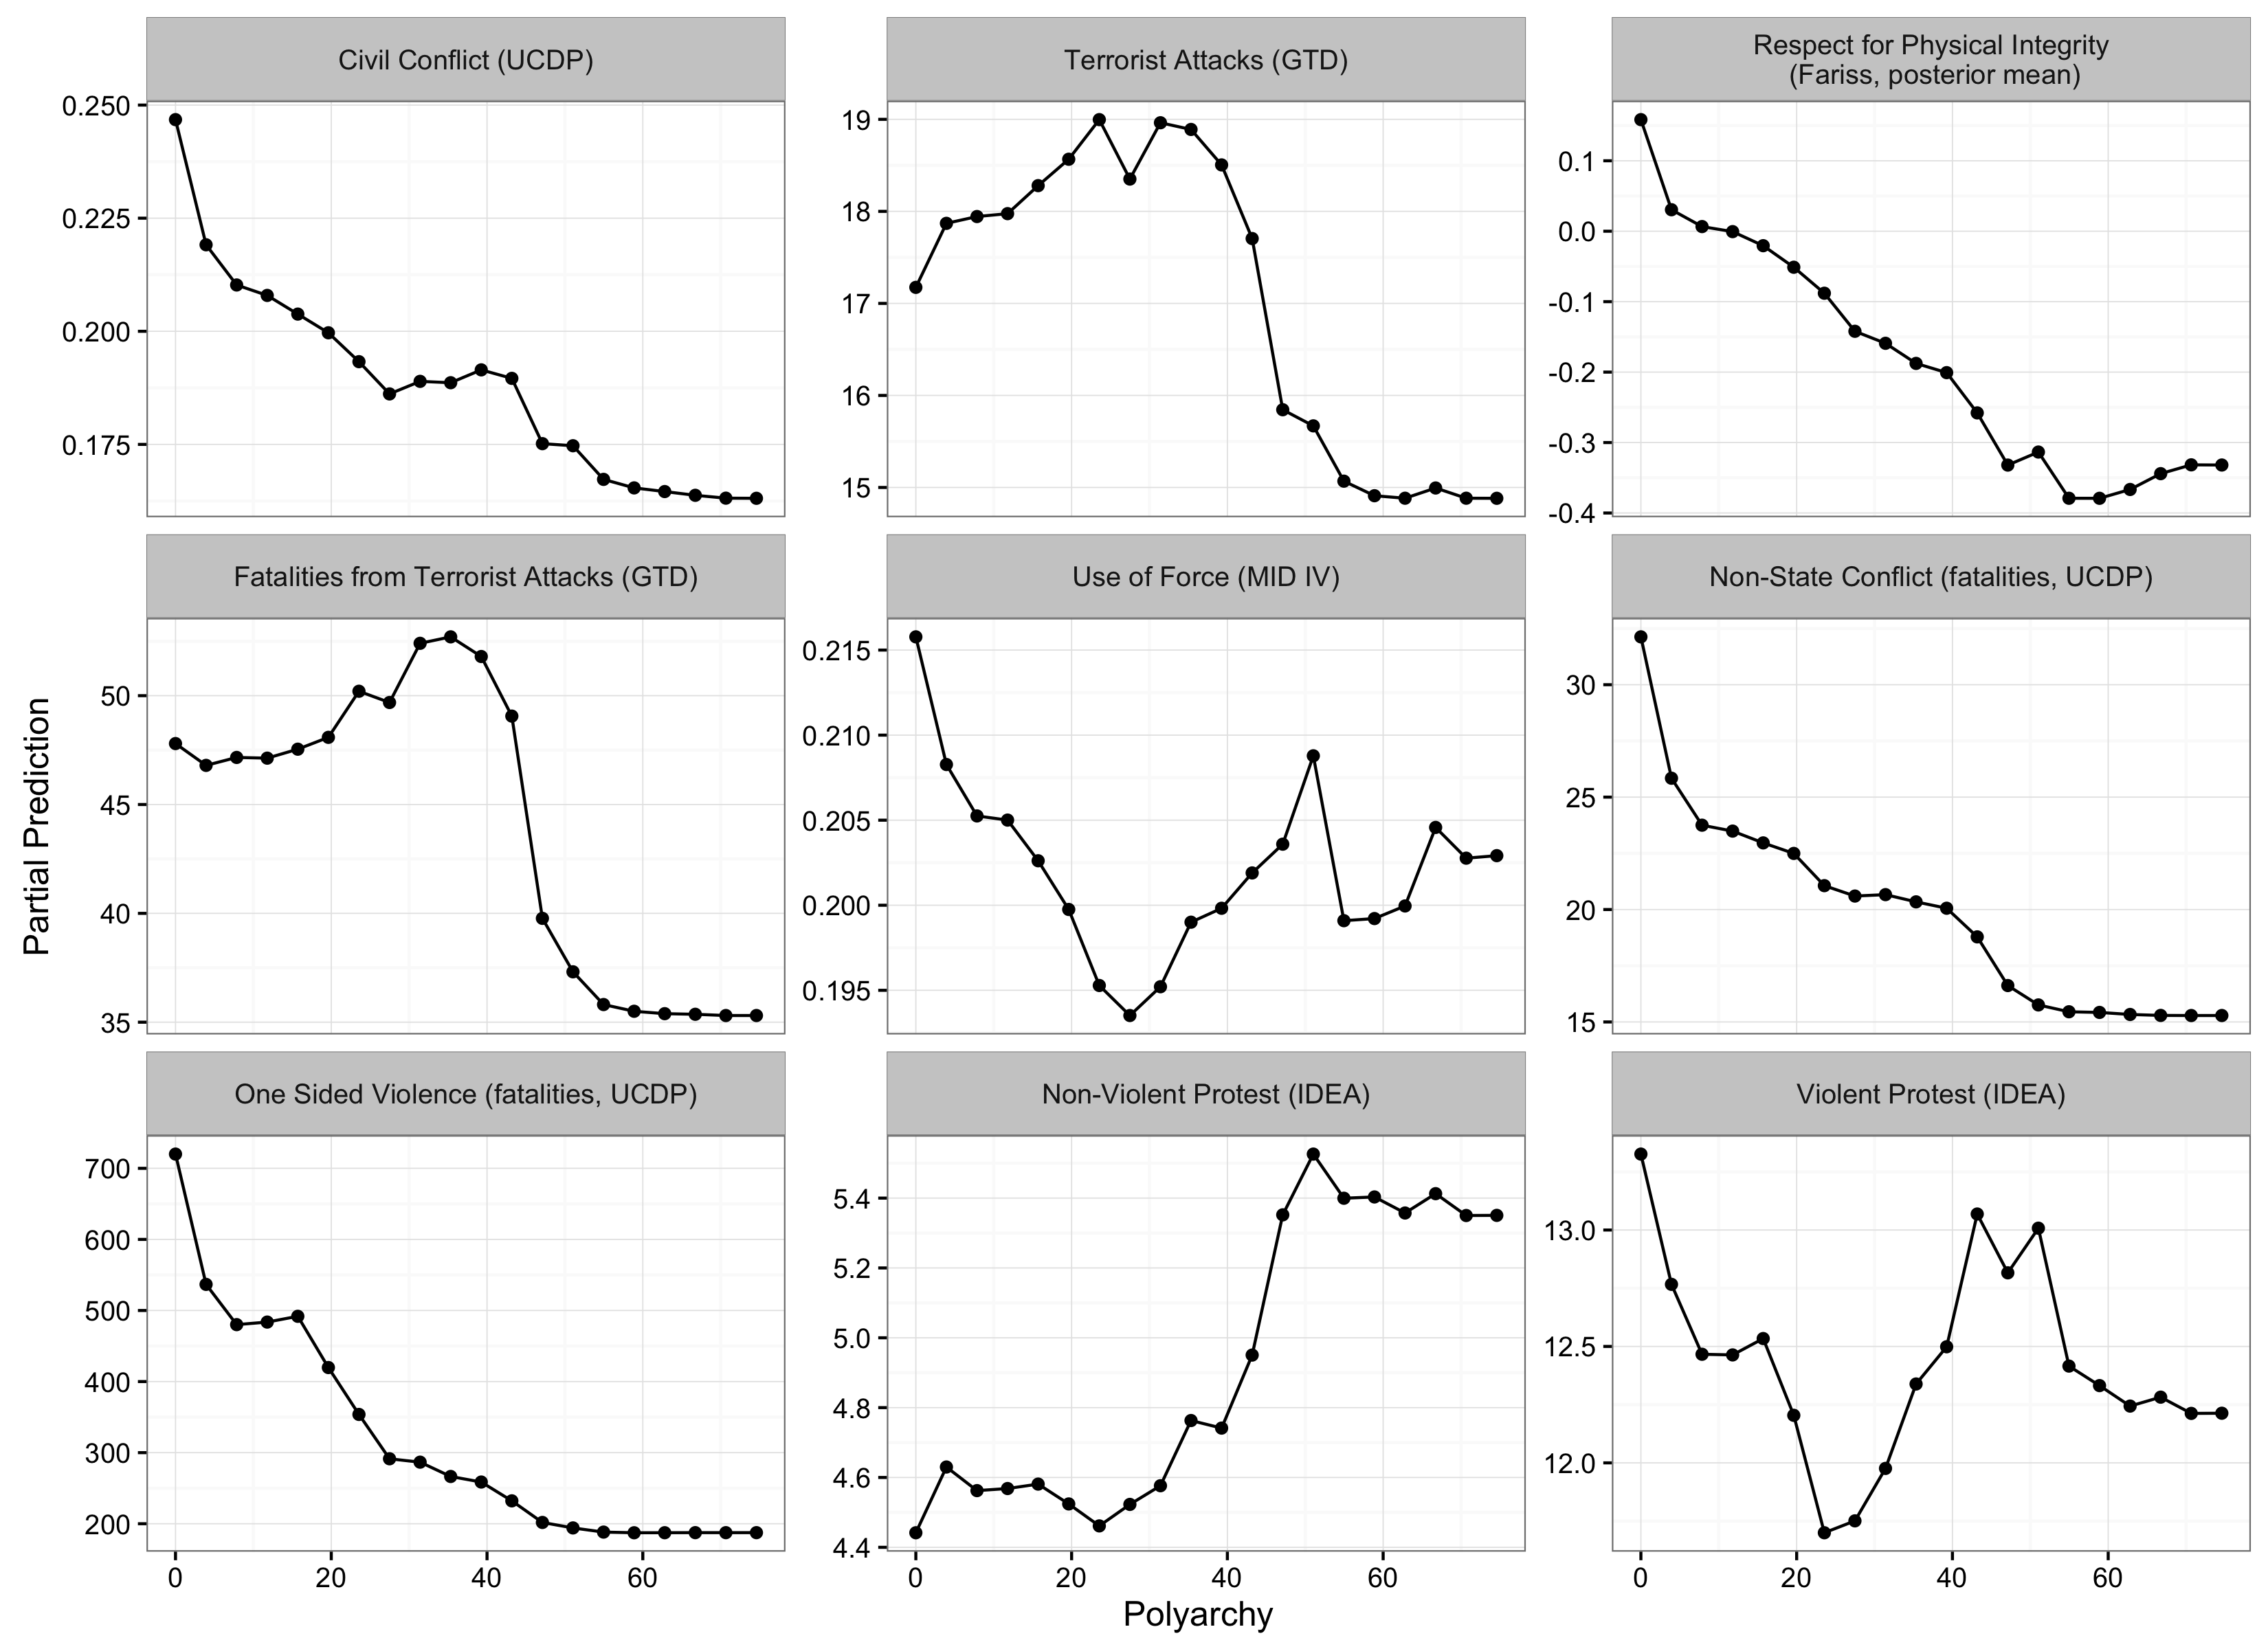 Civil Conflict (UCDP)
Terrorist Attacks (GTD)
Respect for Physical Integrity
(Fariss, posterior mean)
0.250
0.225
0.200
0.175
19
18
17
16
15
0.1
0.0
-0.1
-0.2
-0.3
-0.4
Fatalities from Terrorist Attacks (GTD)
Use of Force (MID IV)
Non-State Conflict (fatalities, UCDP)
Partial Prediction
50
45
40
35
0.215
0.210
0.205
0.200
0.195
30
25
20
15
One Sided Violence (fatalities, UCDP)
Non-Violent Protest (IDEA)
Violent Protest (IDEA)
700
600
500
400
300
200
5.4
5.2
5.0
4.8
4.6
4.4
13.0
12.5
12.0
0 20 40 60
0 20 40 60
0 20 40 60
Polyarchy